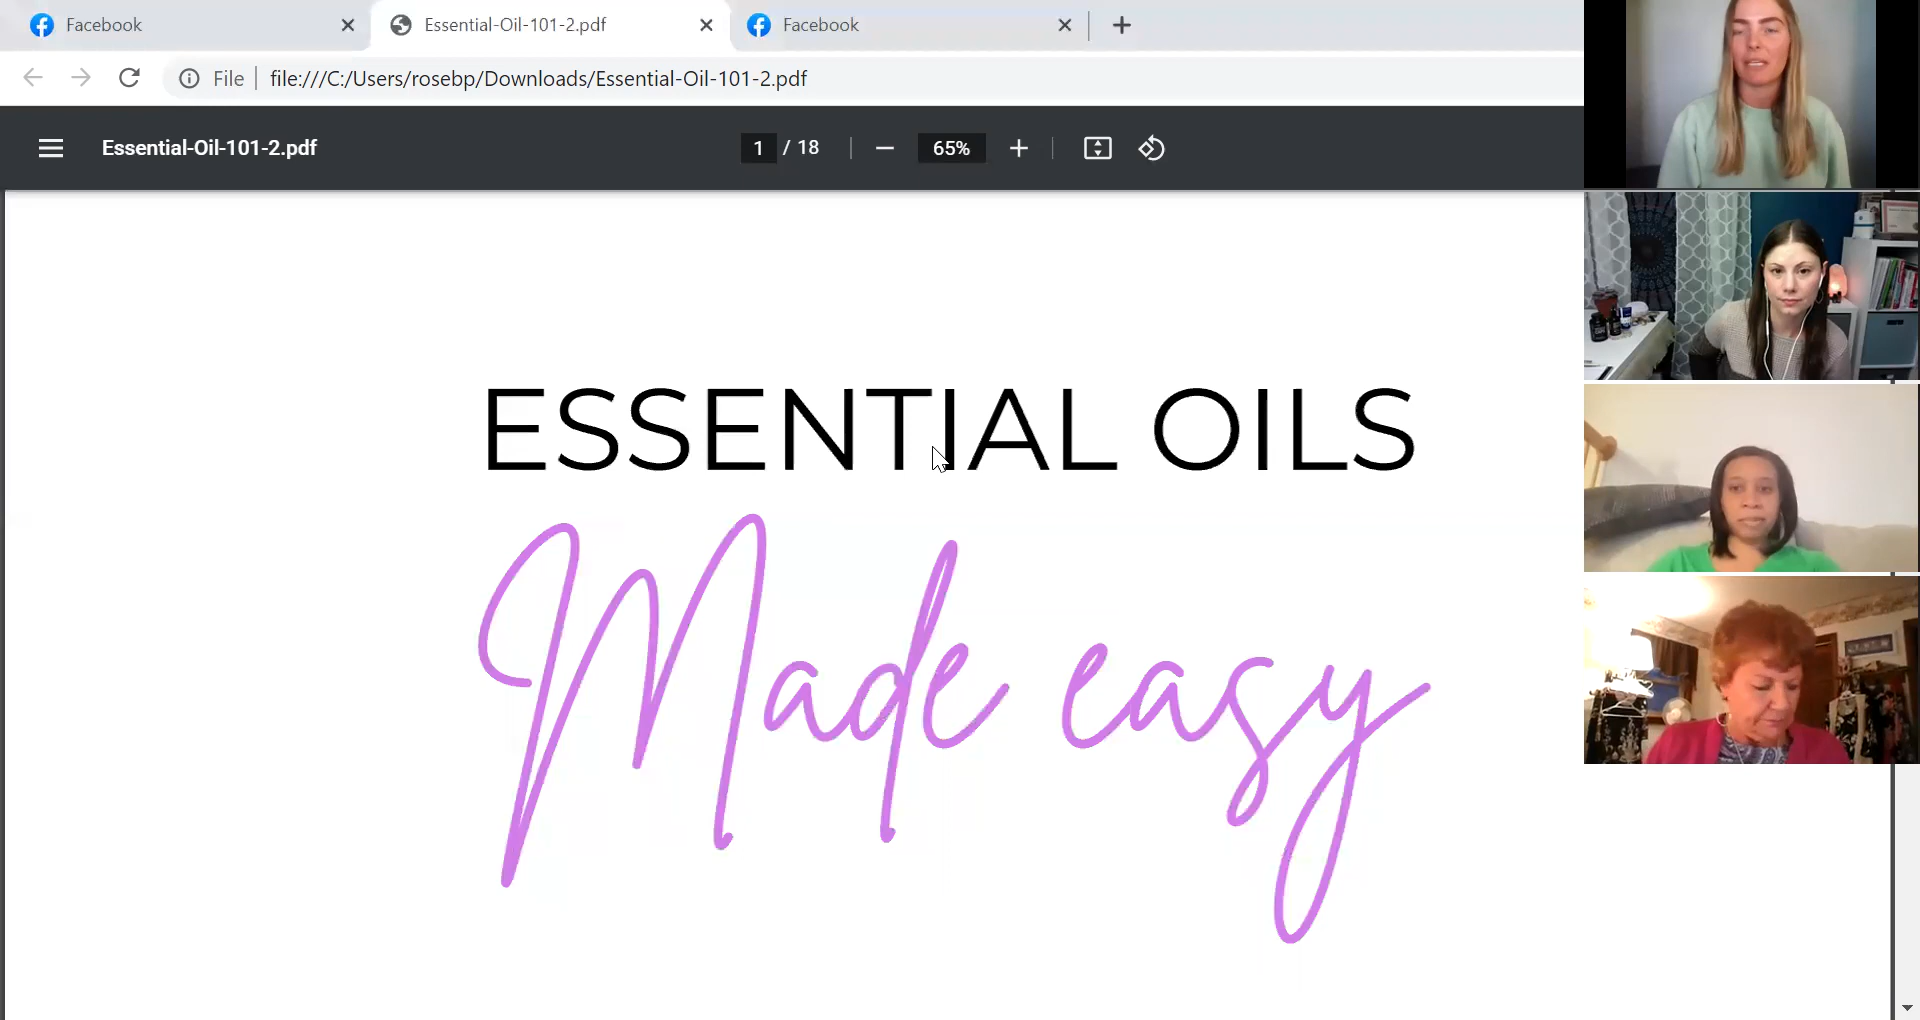 Facebook
Essential-Oil-101-2.pdf
Facebook
File
file:///C:/Users/rosebp/Downloads/Essential-Oil-101-2.pdf
Essential-Oil-101-2.pdf
1 / 18
65%
ESSENTIAL OILS
Made easy